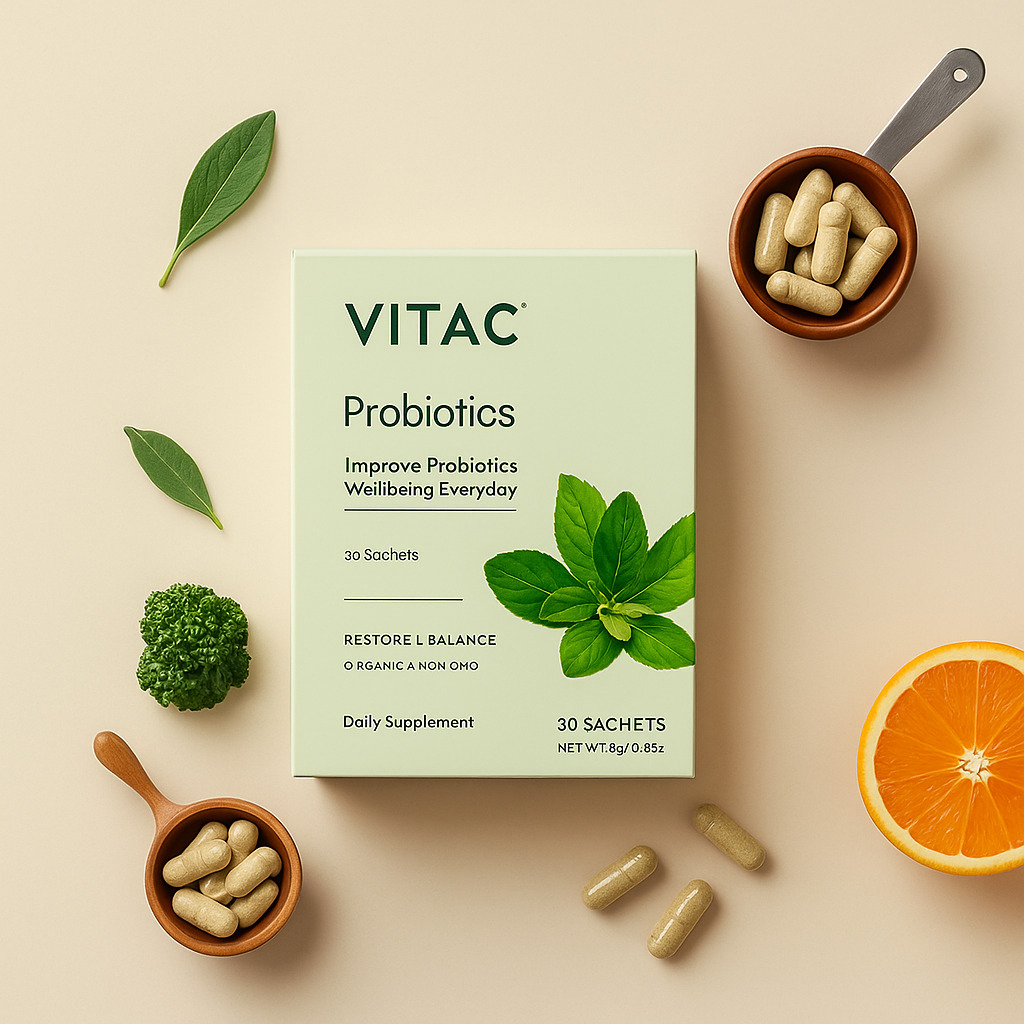 VITAC®
Probiotics
Improve Probiotics
Weilibeing Everyday
30 Sachets
RESTORE L BALANCE
O RGANIC A NON OMO
Daily Supplement
30 SACHETS
NET WT.8g/0.85z